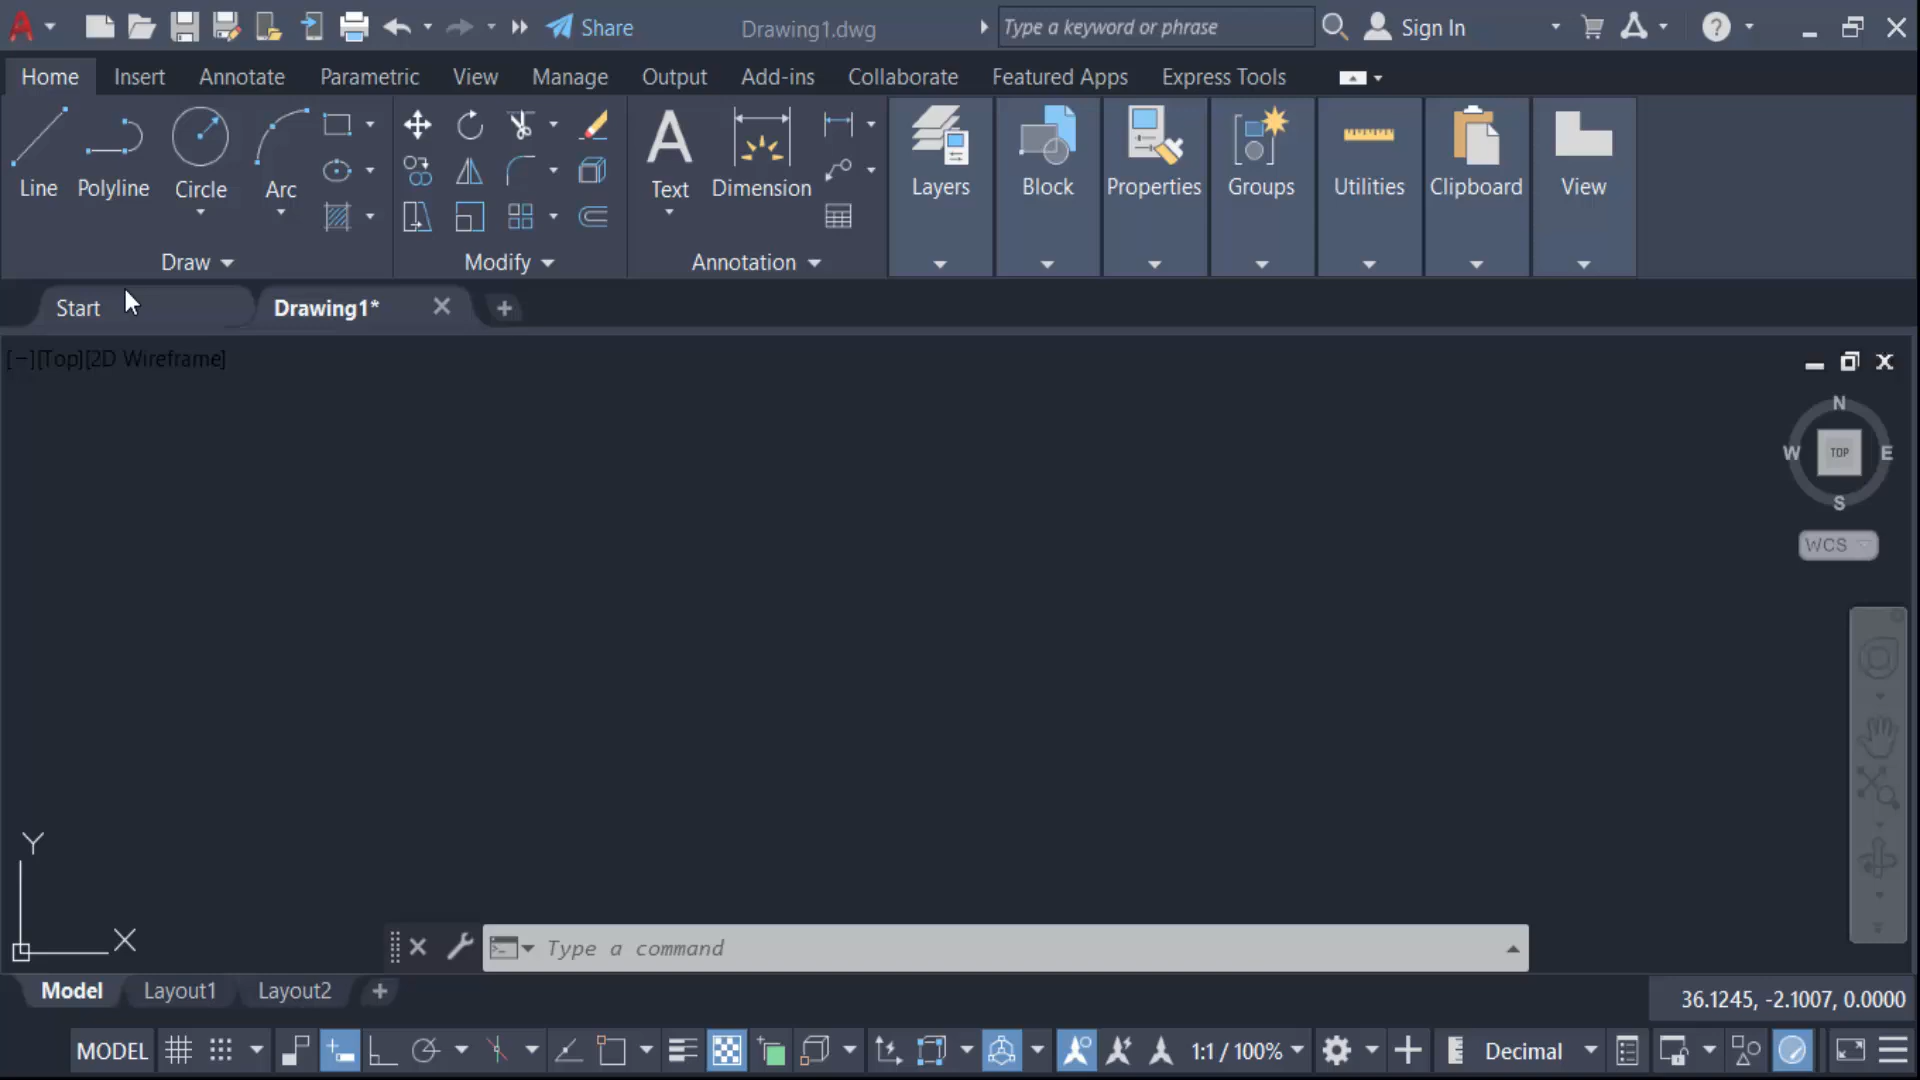 Share
Drawing1.dwg
Type a keyword or phrase
Sign In
Home Insert Annotate Parametric View Manage Output Add-ins Collaborate Featured Apps Express Tools
Line Polyline Circle Arc
Text Dimension
Layers Block Properties Groups Utilities Clipboard View
Draw Modify Annotation
Start Drawing1*
[−][Top][2D Wireframe]
N
W TOP E
S
WCS
Y
X
Type a command
Model Layout1 Layout2
36.1245, -2.1007, 0.0000
MODEL 1:1 / 100% Decimal